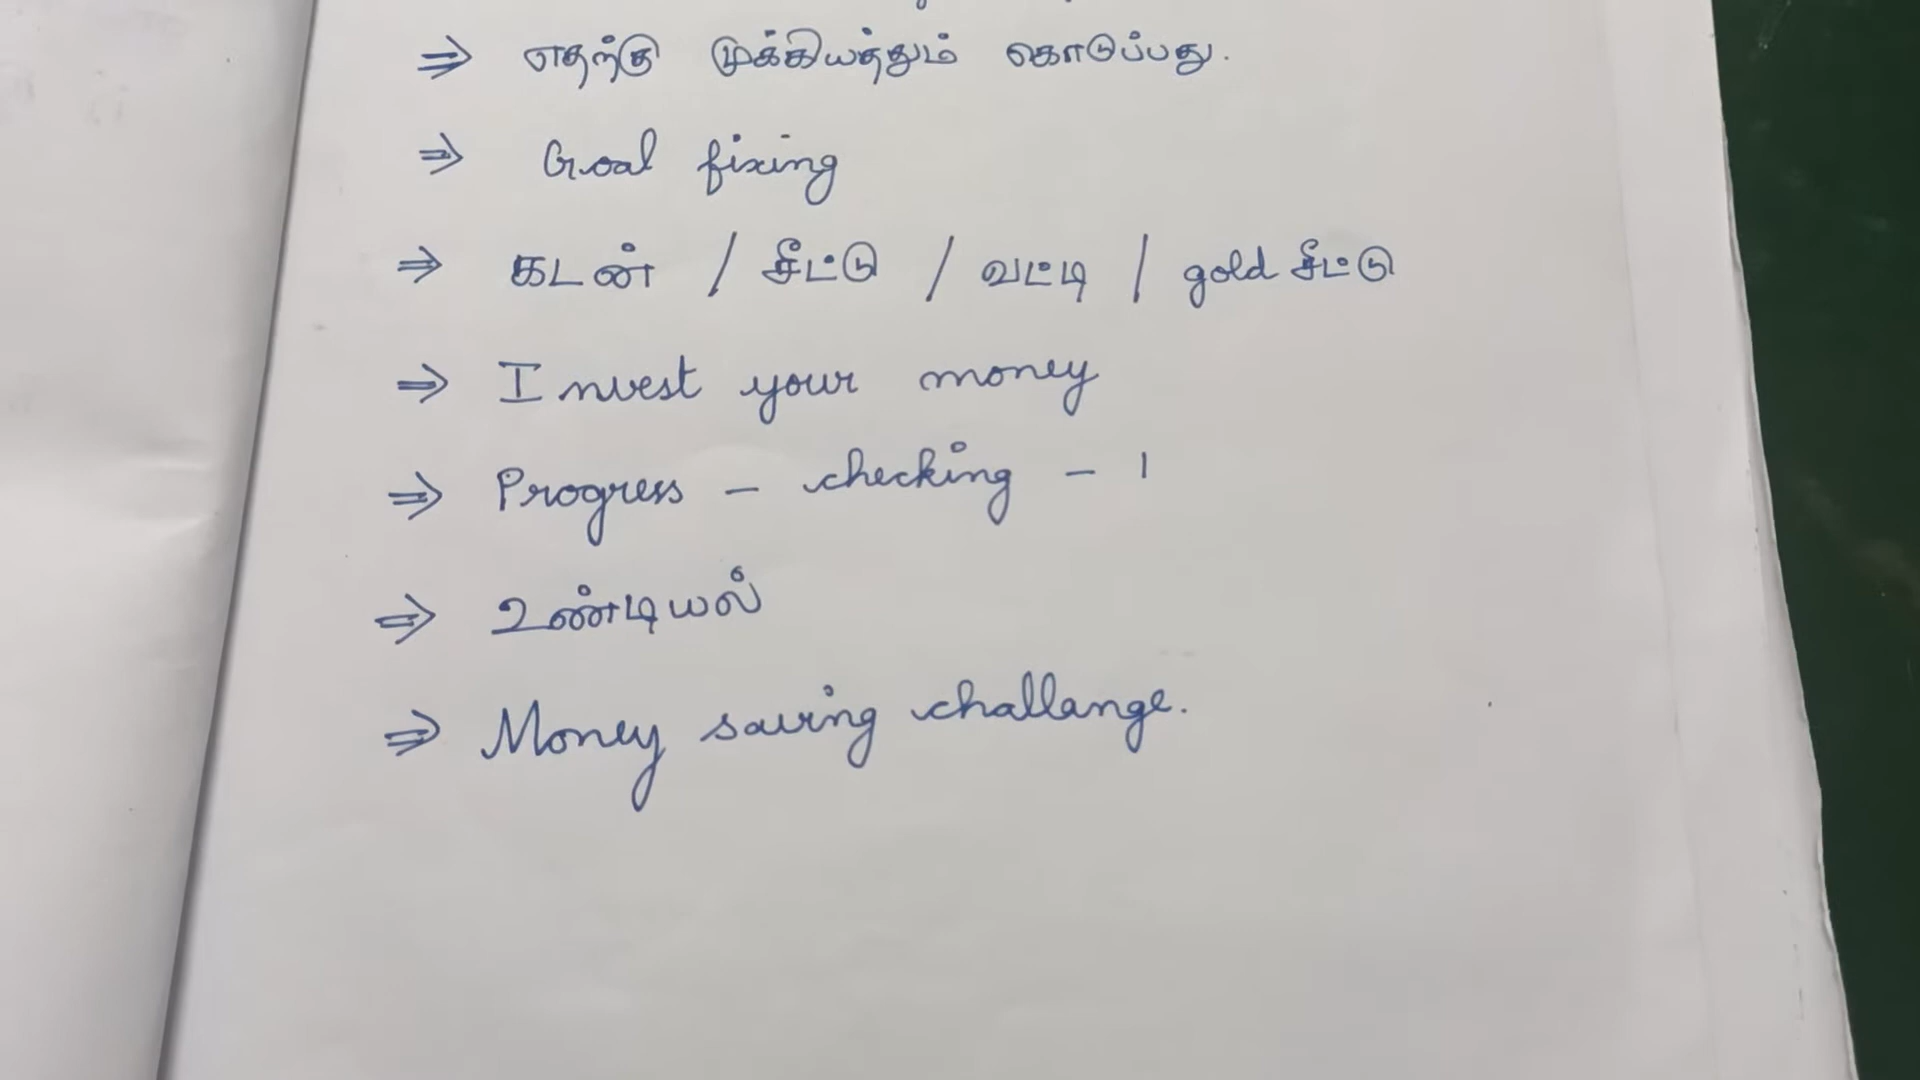 ⇒ எதற்கு முக்கியத்தும் கொடுப்பது.
⇒ Goal fixing
⇒ கடன் / சீட்டு / வட்டி / gold சீட்டு
⇒ Invest your money
⇒ Progress - checking - 1
⇒ உண்டியல்
⇒ Money saving challange.